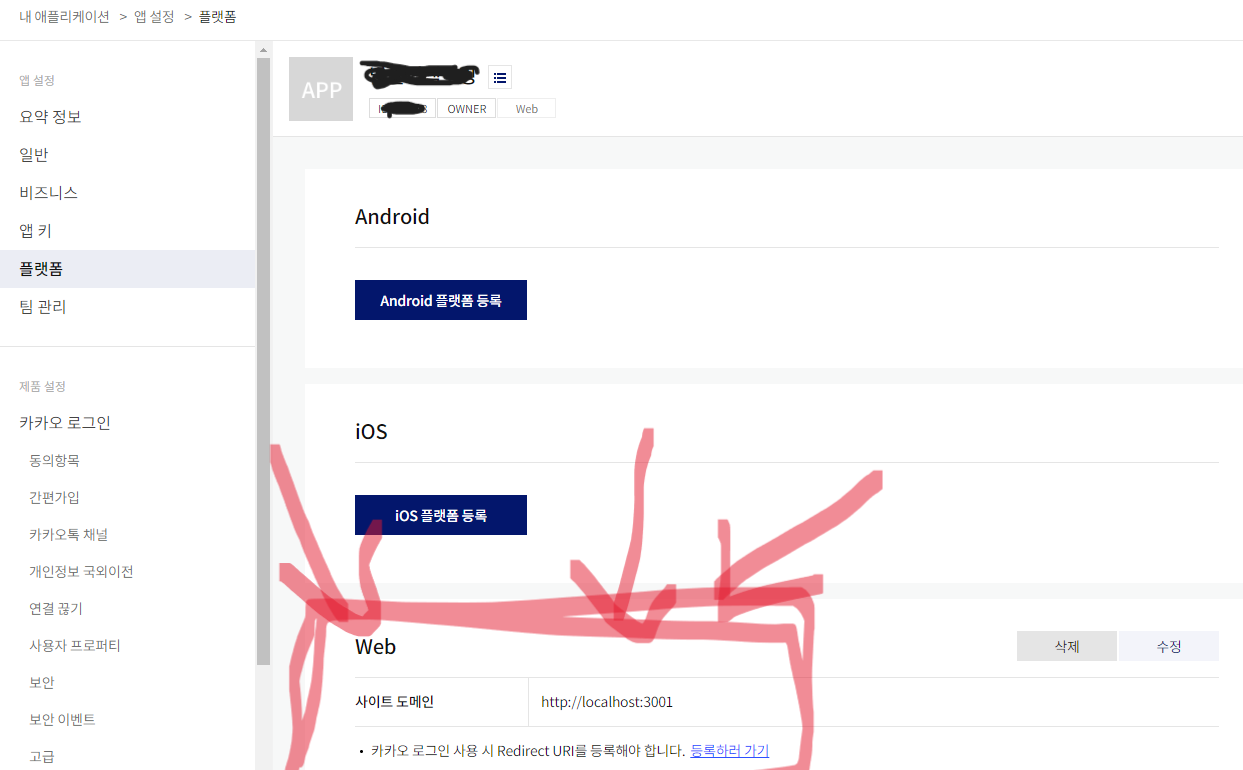 내 애플리케이션 > 앱 설정 > 플랫폼
앱 설정
요약 정보
일반
비즈니스
앱 키
플랫폼
팀 관리
제품 설정
카카오 로그인
동의항목
간편가입
카카오톡 채널
개인정보 국외이전
연결 끊기
사용자 프로퍼티
보안
보안 이벤트
고급
APP
OWNER
Web
Android
Android 플랫폼 등록
iOS
iOS 플랫폼 등록
Web
삭제
수정
사이트 도메인
http://localhost:3001
• 카카오 로그인 사용 시 Redirect URI를 등록해야 합니다. 등록하러 가기